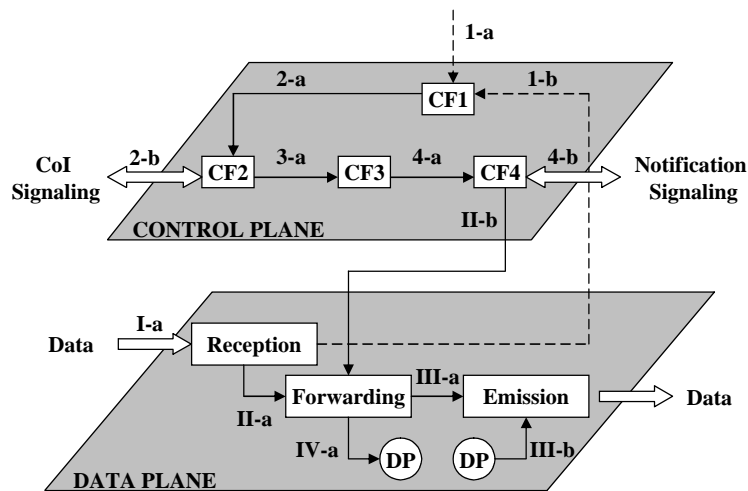 1-a
2-a
1-b
CF1
CoI
Signaling
2-b
CF2
3-a
CF3
4-a
CF4
4-b
Notification
Signaling
CONTROL PLANE
II-b
Data
I-a
Reception
II-a
Forwarding
III-a
Emission
Data
IV-a
DP
DP
III-b
DATA PLANE